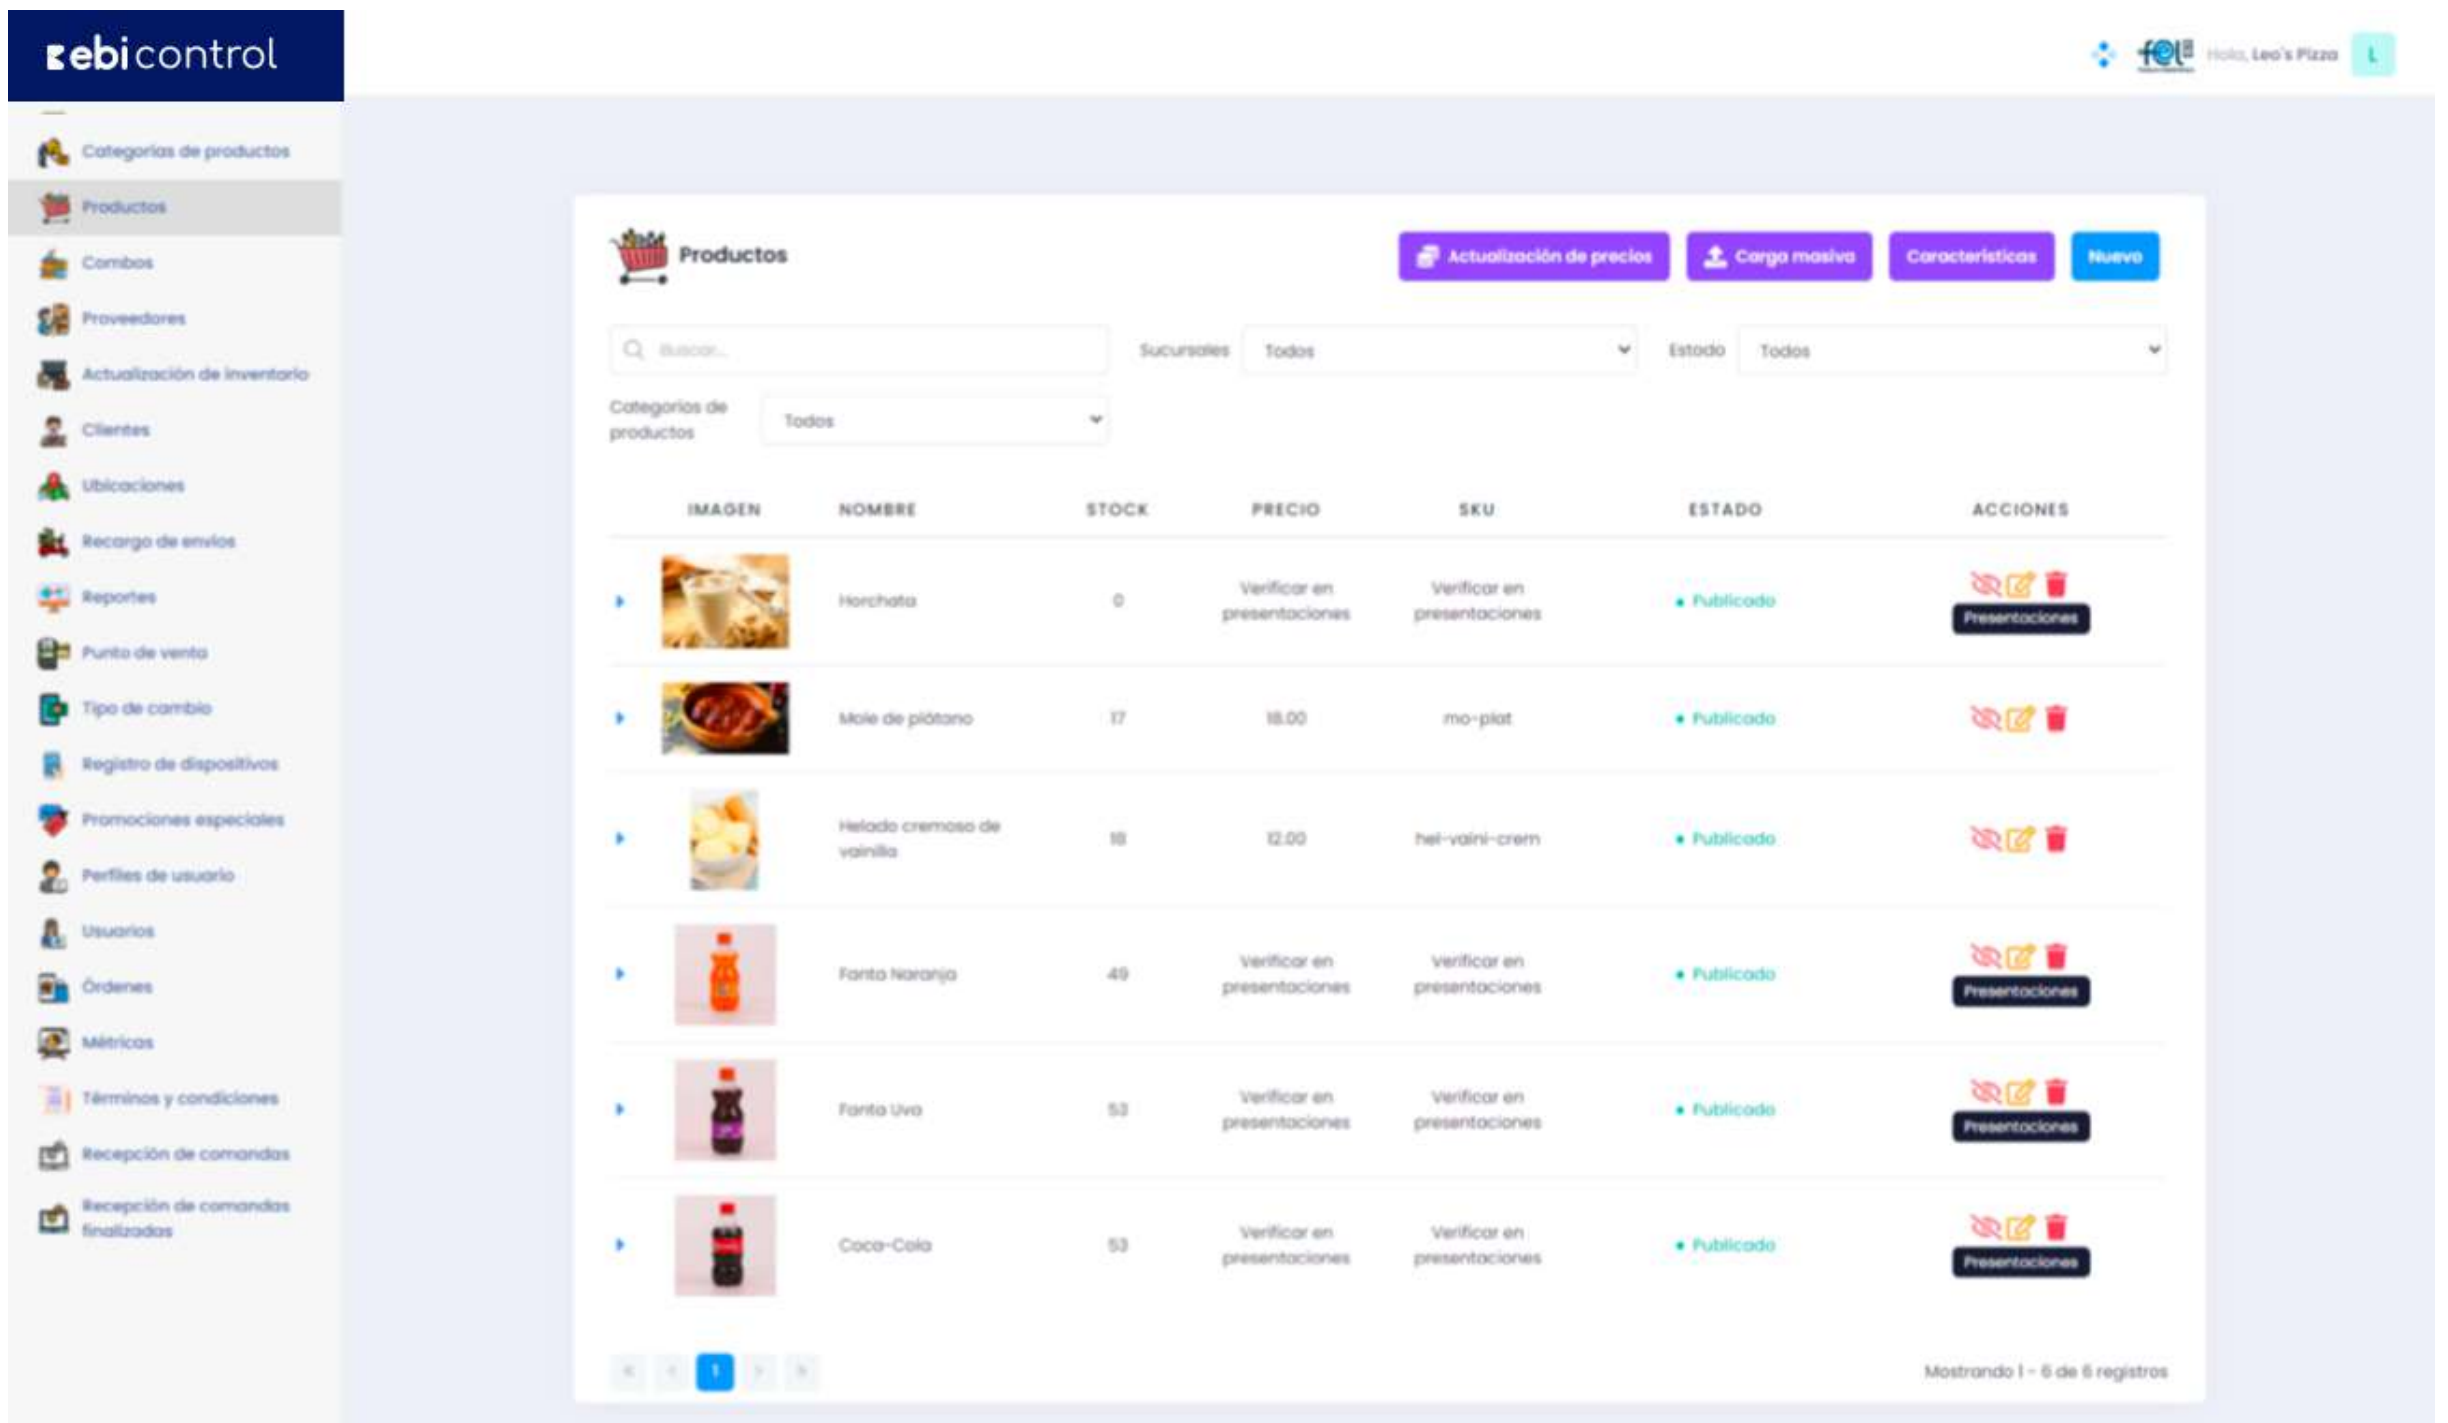 ebicontrol
fel Hola, Leo's Pizza L
Categorías de productos
Productos
Combos
Proveedores
Actualización de inventario
Clientes
Ubicaciones
Recargo de envíos
Reportes
Punto de venta
Tipo de cambio
Registro de dispositivos
Promociones especiales
Perfiles de usuario
Usuarios
Órdenes
Métricas
Términos y condiciones
Recepción de comandas
Recepción de comandas
finalizadas
Productos
Actualización de precios
Carga masiva
Características
Nuevo
Buscar...
Sucursales Todos
Estado Todos
Categorías de
productos
Todos
IMAGEN NOMBRE STOCK PRECIO SKU ESTADO ACCIONES
Horchata 0 Verificar en presentaciones Verificar en presentaciones Publicado Presentaciones
Mole de plátano 17 18.00 mo-plat Publicado
Helado cremoso de vainilla 18 12.00 hel-vaini-crem Publicado
Fanta Naranja 49 Verificar en presentaciones Verificar en presentaciones Publicado Presentaciones
Fanta Uva 53 Verificar en presentaciones Verificar en presentaciones Publicado Presentaciones
Coca-Cola 53 Verificar en presentaciones Verificar en presentaciones Publicado Presentaciones
« ‹ 1 › »
Mostrando 1 - 6 de 6 registros